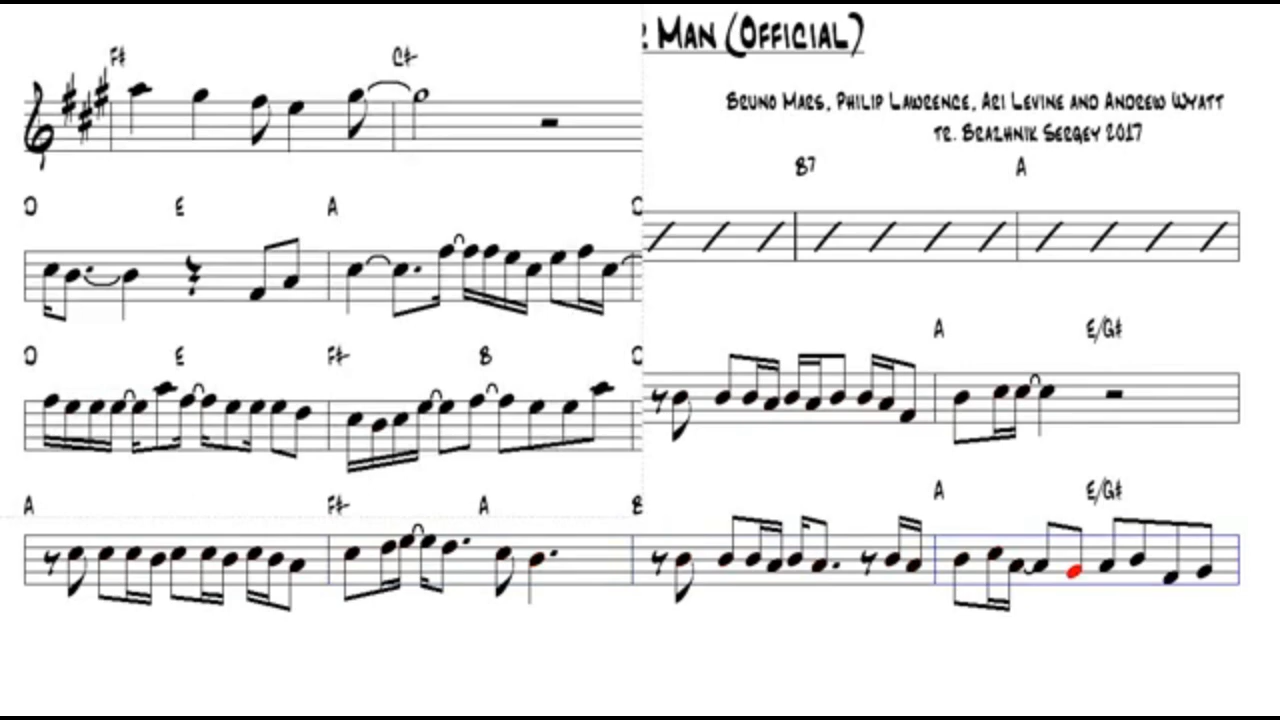 Man (Official)
F# C#-
Bruno Mars, Philip Lawrence, Ari Levine and Andrew Wyatt
tr. Brazhnik Sergey 2017
B7 A
D E A
A E/G#
D E F#- B
A E/G#
A F#- A B